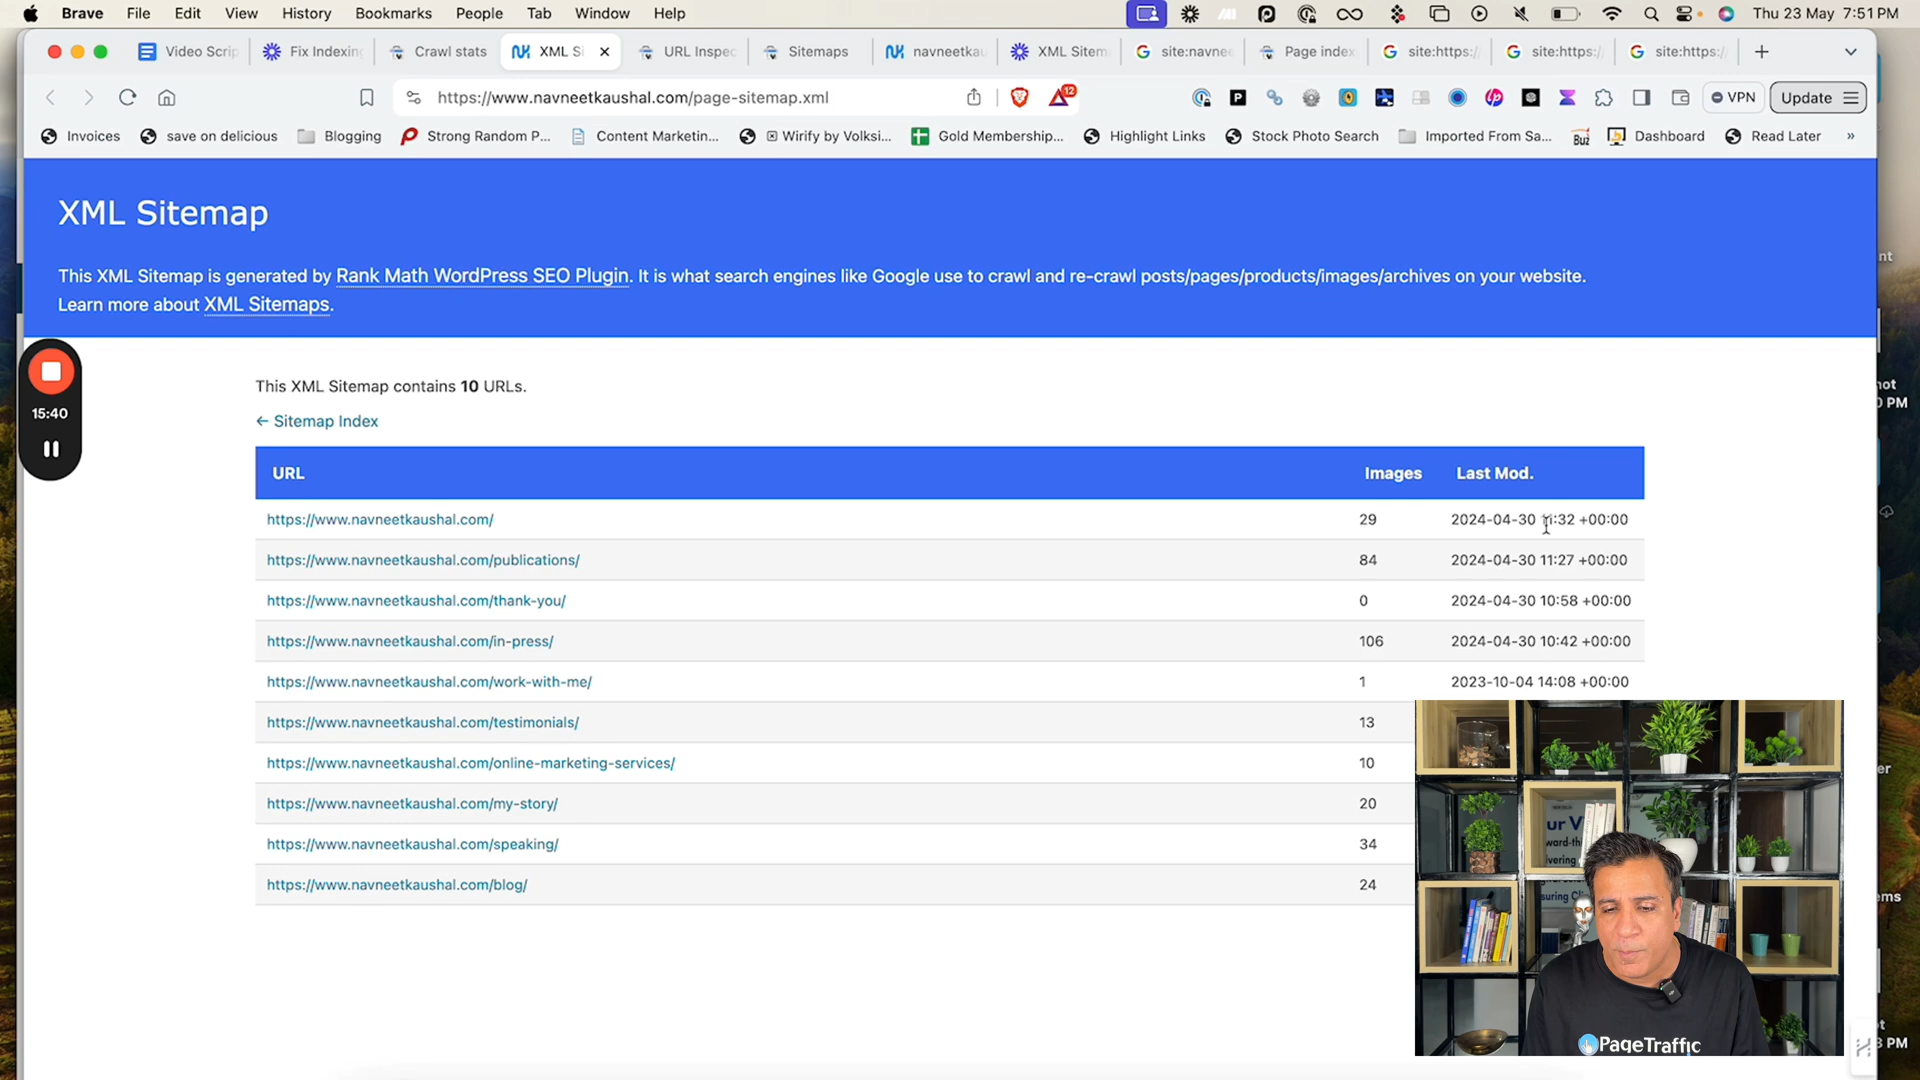 Brave File Edit View History Bookmarks People Tab Window Help Thu 23 May 7:51 PM
Video Scrip Fix Indexing Crawl stats XML Si URL Inspec Sitemaps navneetkau XML Sitem site:navne Page index site:https:/ site:https:/ site:https:/
https://www.navneetkaushal.com/page-sitemap.xml 12 VPN Update
Invoices save on delicious Blogging Strong Random P... Content Marketin... Wirify by Volksi... Gold Membership... Highlight Links Stock Photo Search Imported From Sa... Buz Dashboard Read Later »
XML Sitemap
This XML Sitemap is generated by Rank Math WordPress SEO Plugin. It is what search engines like Google use to crawl and re-crawl posts/pages/products/images/archives on your website.
Learn more about XML Sitemaps.
This XML Sitemap contains 10 URLs.
15:40
← Sitemap Index
URL Images Last Mod.
https://www.navneetkaushal.com/ 29 2024-04-30 11:32 +00:00
https://www.navneetkaushal.com/publications/ 84 2024-04-30 11:27 +00:00
https://www.navneetkaushal.com/thank-you/ 0 2024-04-30 10:58 +00:00
https://www.navneetkaushal.com/in-press/ 106 2024-04-30 10:42 +00:00
https://www.navneetkaushal.com/work-with-me/ 1 2023-10-04 14:08 +00:00
https://www.navneetkaushal.com/testimonials/ 13
https://www.navneetkaushal.com/online-marketing-services/ 10
https://www.navneetkaushal.com/my-story/ 20
https://www.navneetkaushal.com/speaking/ 34
https://www.navneetkaushal.com/blog/ 24
PageTraffic